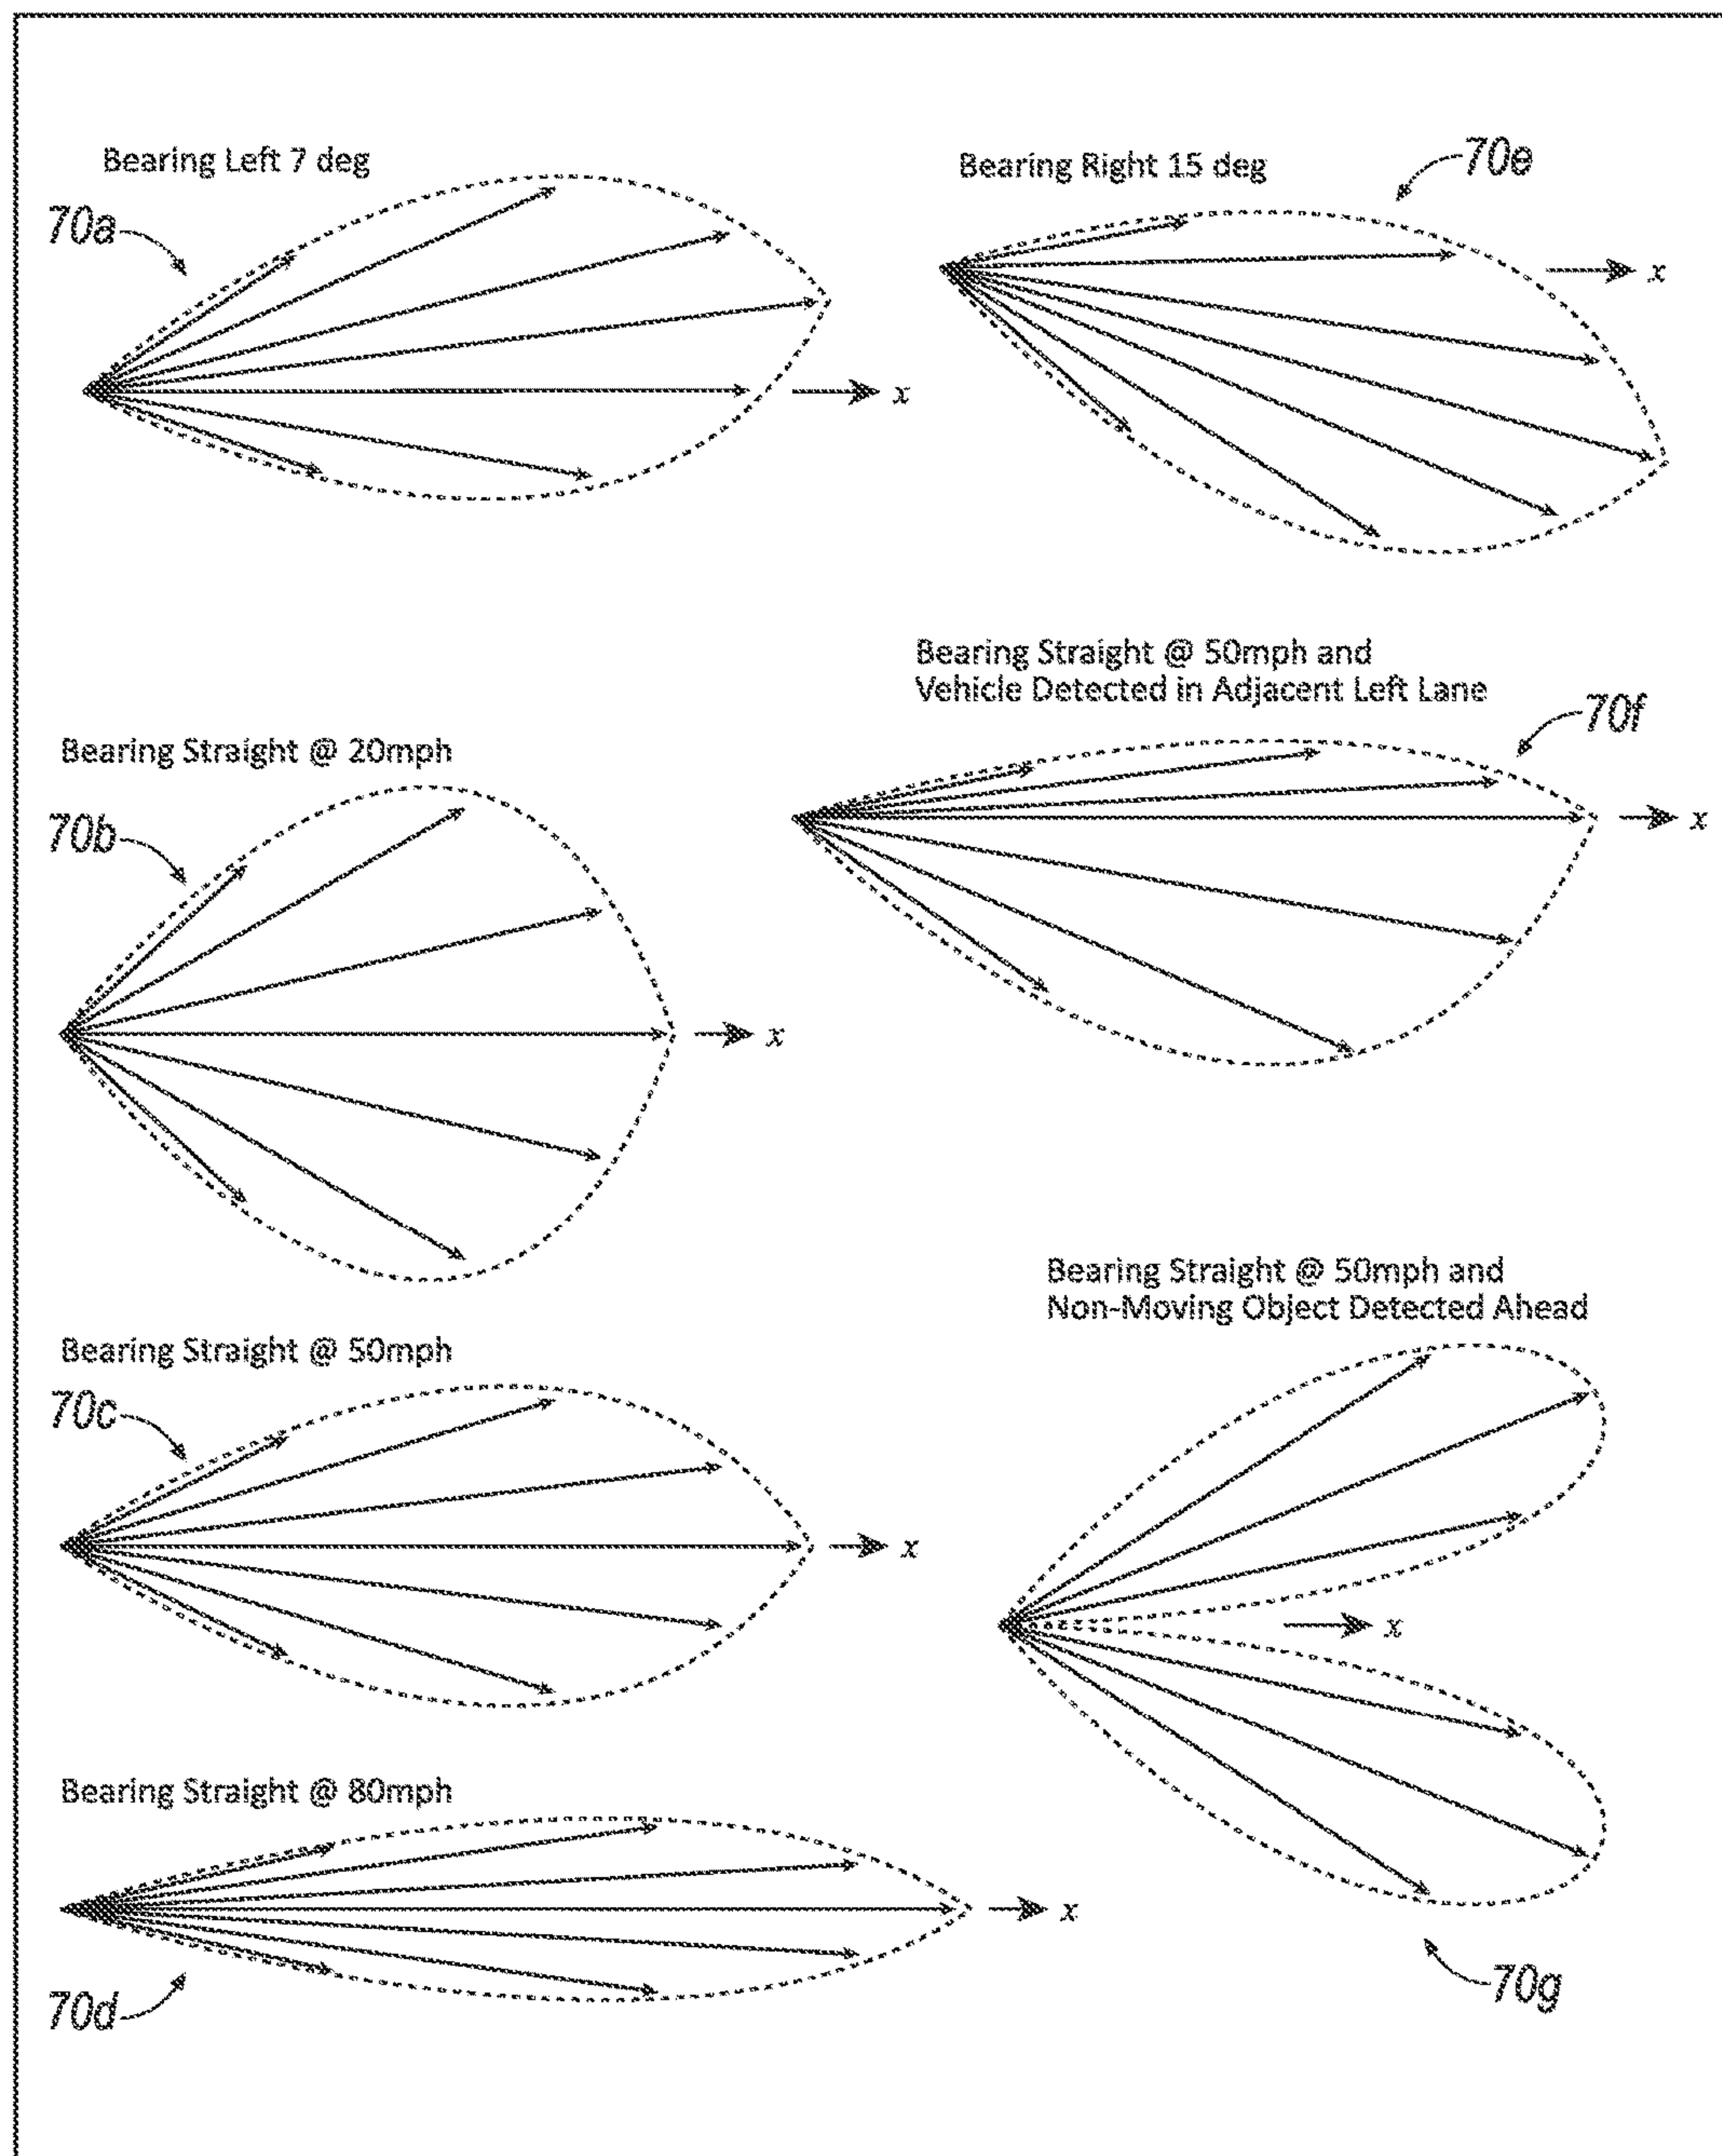 Bearing Left 7 deg
70a
x
Bearing Right 15 deg
70e
x
Bearing Straight @ 20mph
70b
x
Bearing Straight @ 50mph and
Vehicle Detected in Adjacent Left Lane
70f
x
Bearing Straight @ 50mph
70c
x
Bearing Straight @ 50mph and
Non-Moving Object Detected Ahead
x
70g
Bearing Straight @ 80mph
x
70d